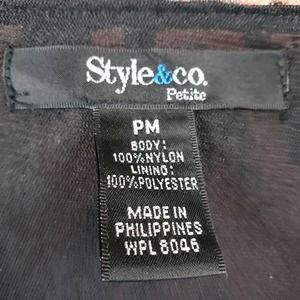 Style&co.
Petite
PM
BODY:
100%NYLON
LINING:
100%POLYESTER
MADE IN
PHILIPPINES
WPL 8046